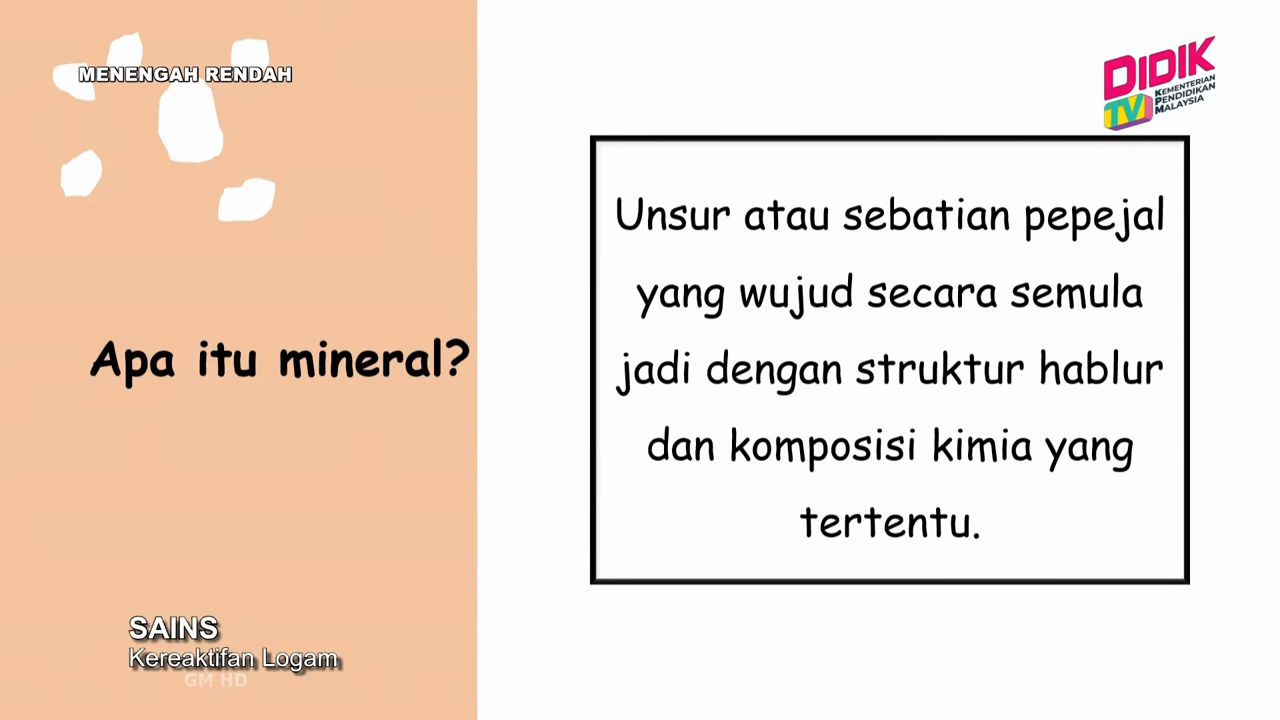 MENENGAH RENDAH
DIDIK
TV
KEMENTERIAN
PENDIDIKAN
MALAYSIA
Apa itu mineral?
Unsur atau sebatian pepejal
yang wujud secara semula
jadi dengan struktur hablur
dan komposisi kimia yang
tertentu.
SAINS
Kereaktifan Logam
GM HD